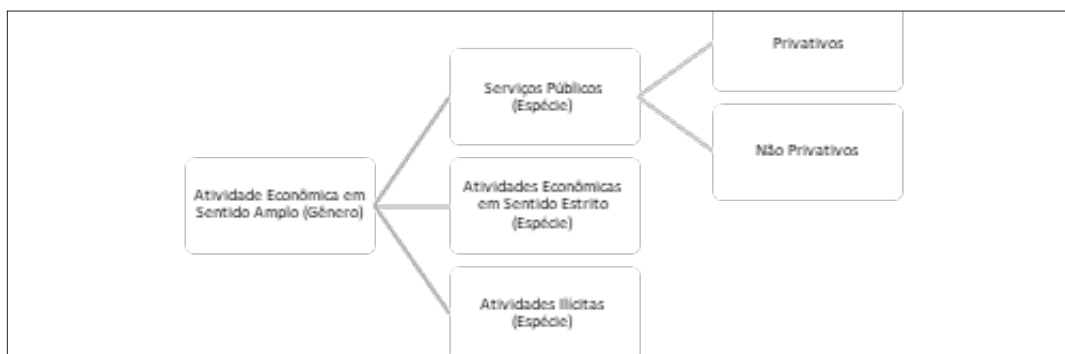 Privativos
Serviços Públicos
(Espécie)
Não Privativos
Atividade Econômica em
Sentido Amplo (Gênero)
Atividades Econômicas
em Sentido Estrito
(Espécie)
Atividades Ilícitas
(Espécie)